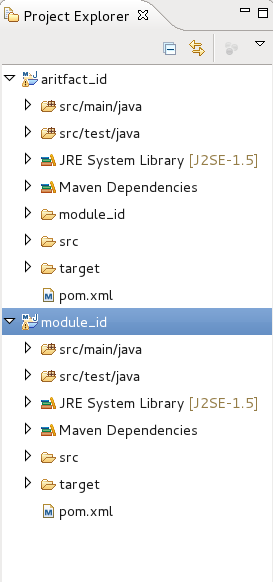 Project Explorer
aritfact_id
src/main/java
src/test/java
JRE System Library [J2SE-1.5]
Maven Dependencies
module_id
src
target
pom.xml
module_id
src/main/java
src/test/java
JRE System Library [J2SE-1.5]
Maven Dependencies
src
target
pom.xml